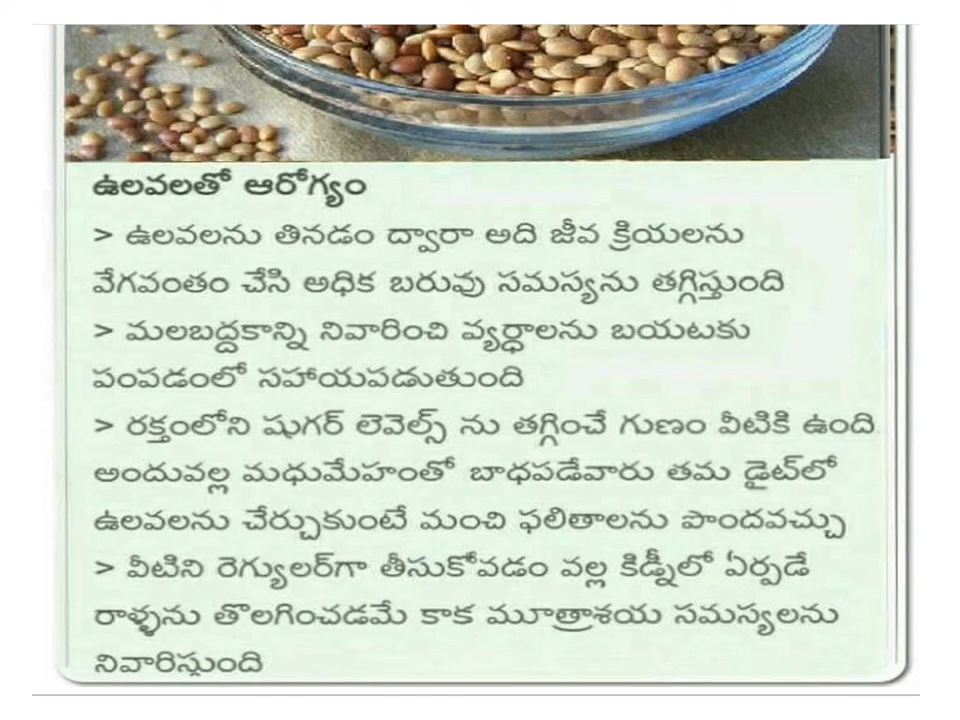 ఉలవలతో ఆరోగ్యం
> ఉలవలను తినడం ద్వారా అది జీవ క్రియలను
వేగవంతం చేసి అధిక బరువు సమస్యను తగ్గిస్తుంది
> మలబద్దకాన్ని నివారించి వ్యర్ధాలను బయటకు
పంపడంలో సహాయపడుతుంది
> రక్తంలోని షుగర్ లెవెల్స్ ను తగ్గించే గుణం వీటికి ఉంది
అందువల్ల మధుమేహంతో బాధపడేవారు తమ డైట్‌లో
ఉలవలను చేర్చుకుంటే మంచి ఫలితాలను పొందవచ్చు
> వీటిని రెగ్యులర్‌గా తీసుకోవడం వల్ల కిడ్నీలో ఏర్పడే
రాళ్ళను తొలగించడమే కాక మూత్రాశయ సమస్యలను
నివారిస్తుంది